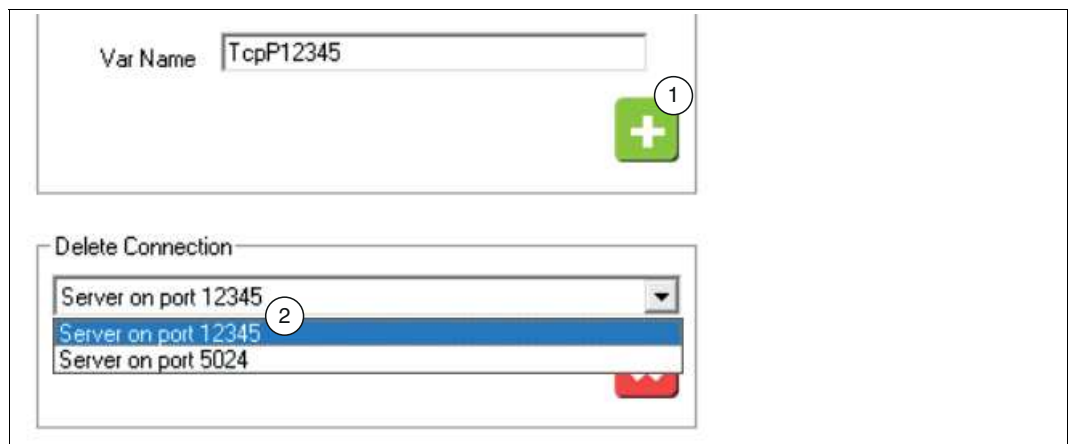 Var Name TcpP12345
1
Delete Connection
Server on port 12345
2
Server on port 12345
Server on port 5024